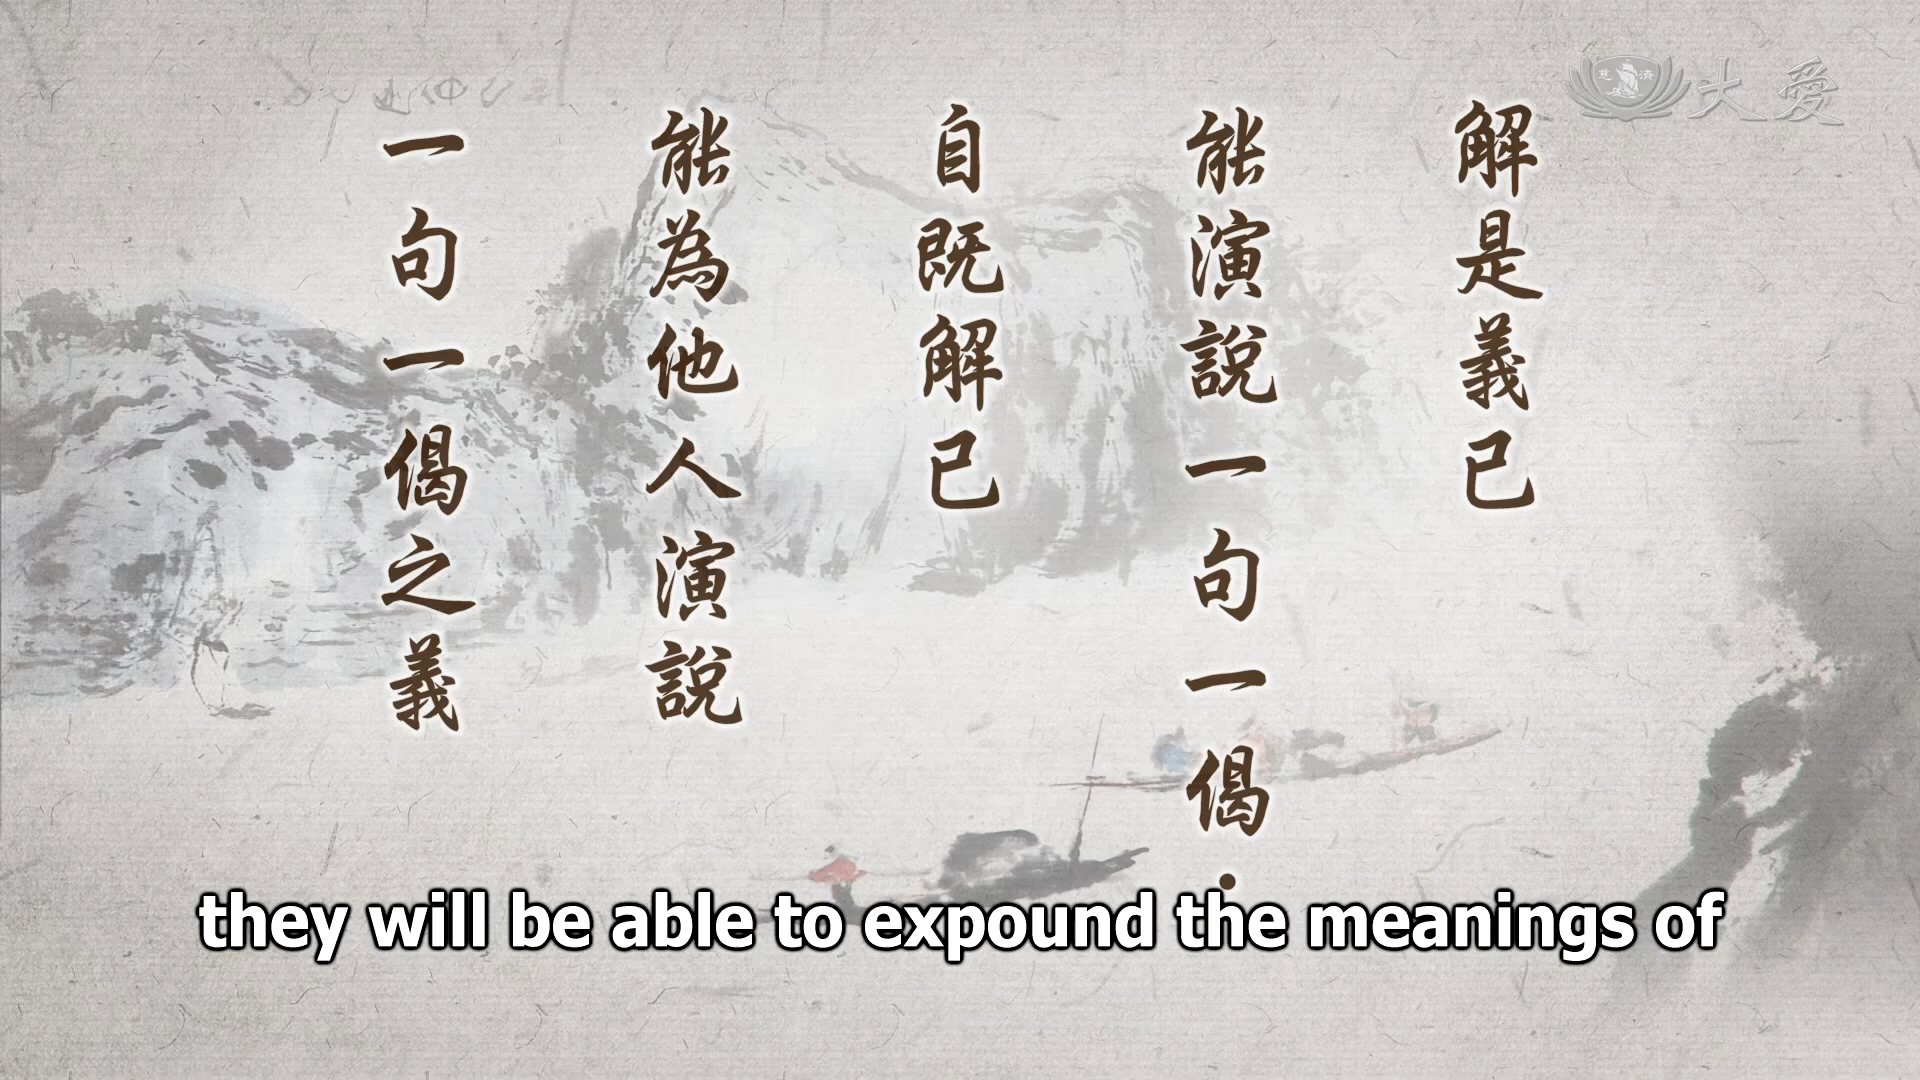 解是義已
能演說一句一偈·
自既解已
能為他人演說
一句一偈之義
they will be able to expound the meanings of
慈濟
大愛